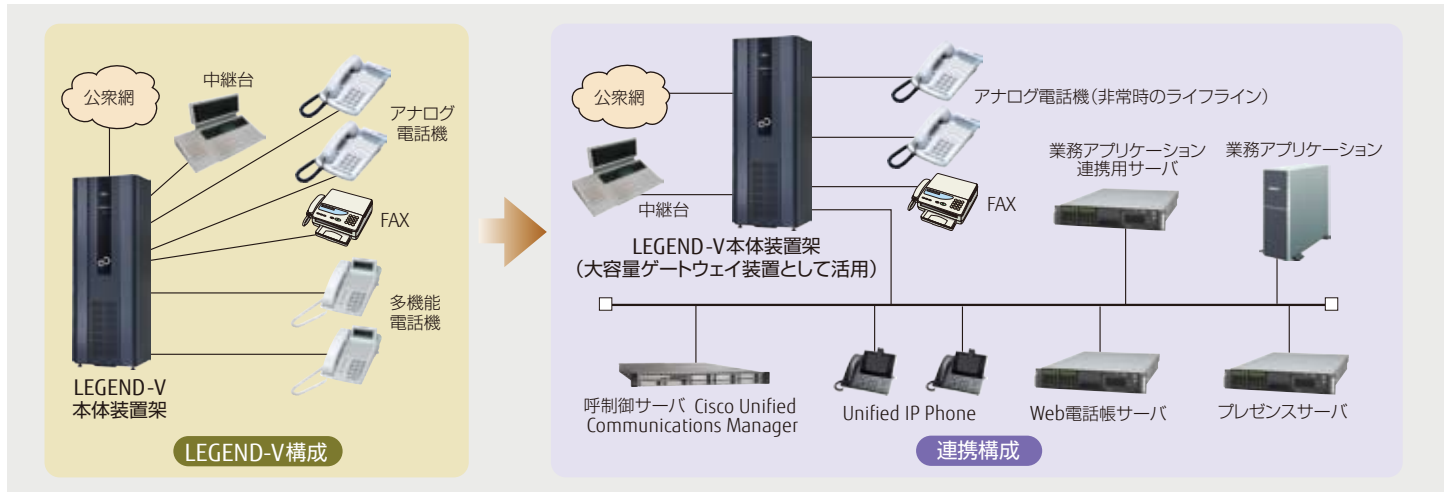 公衆網
中継台
アナログ
電話機
FAX
多機能
電話機
LEGEND-V
本体装置架
LEGEND-V構成
公衆網
中継台
アナログ電話機(非常時のライフライン)
FAX
LEGEND-V本体装置架
(大容量ゲートウェイ装置として活用)
業務アプリケーション
連携用サーバ
業務アプリケーション
呼制御サーバ Cisco Unified
Communications Manager
Unified IP Phone
Web電話帳サーバ
プレゼンスサーバ
連携構成